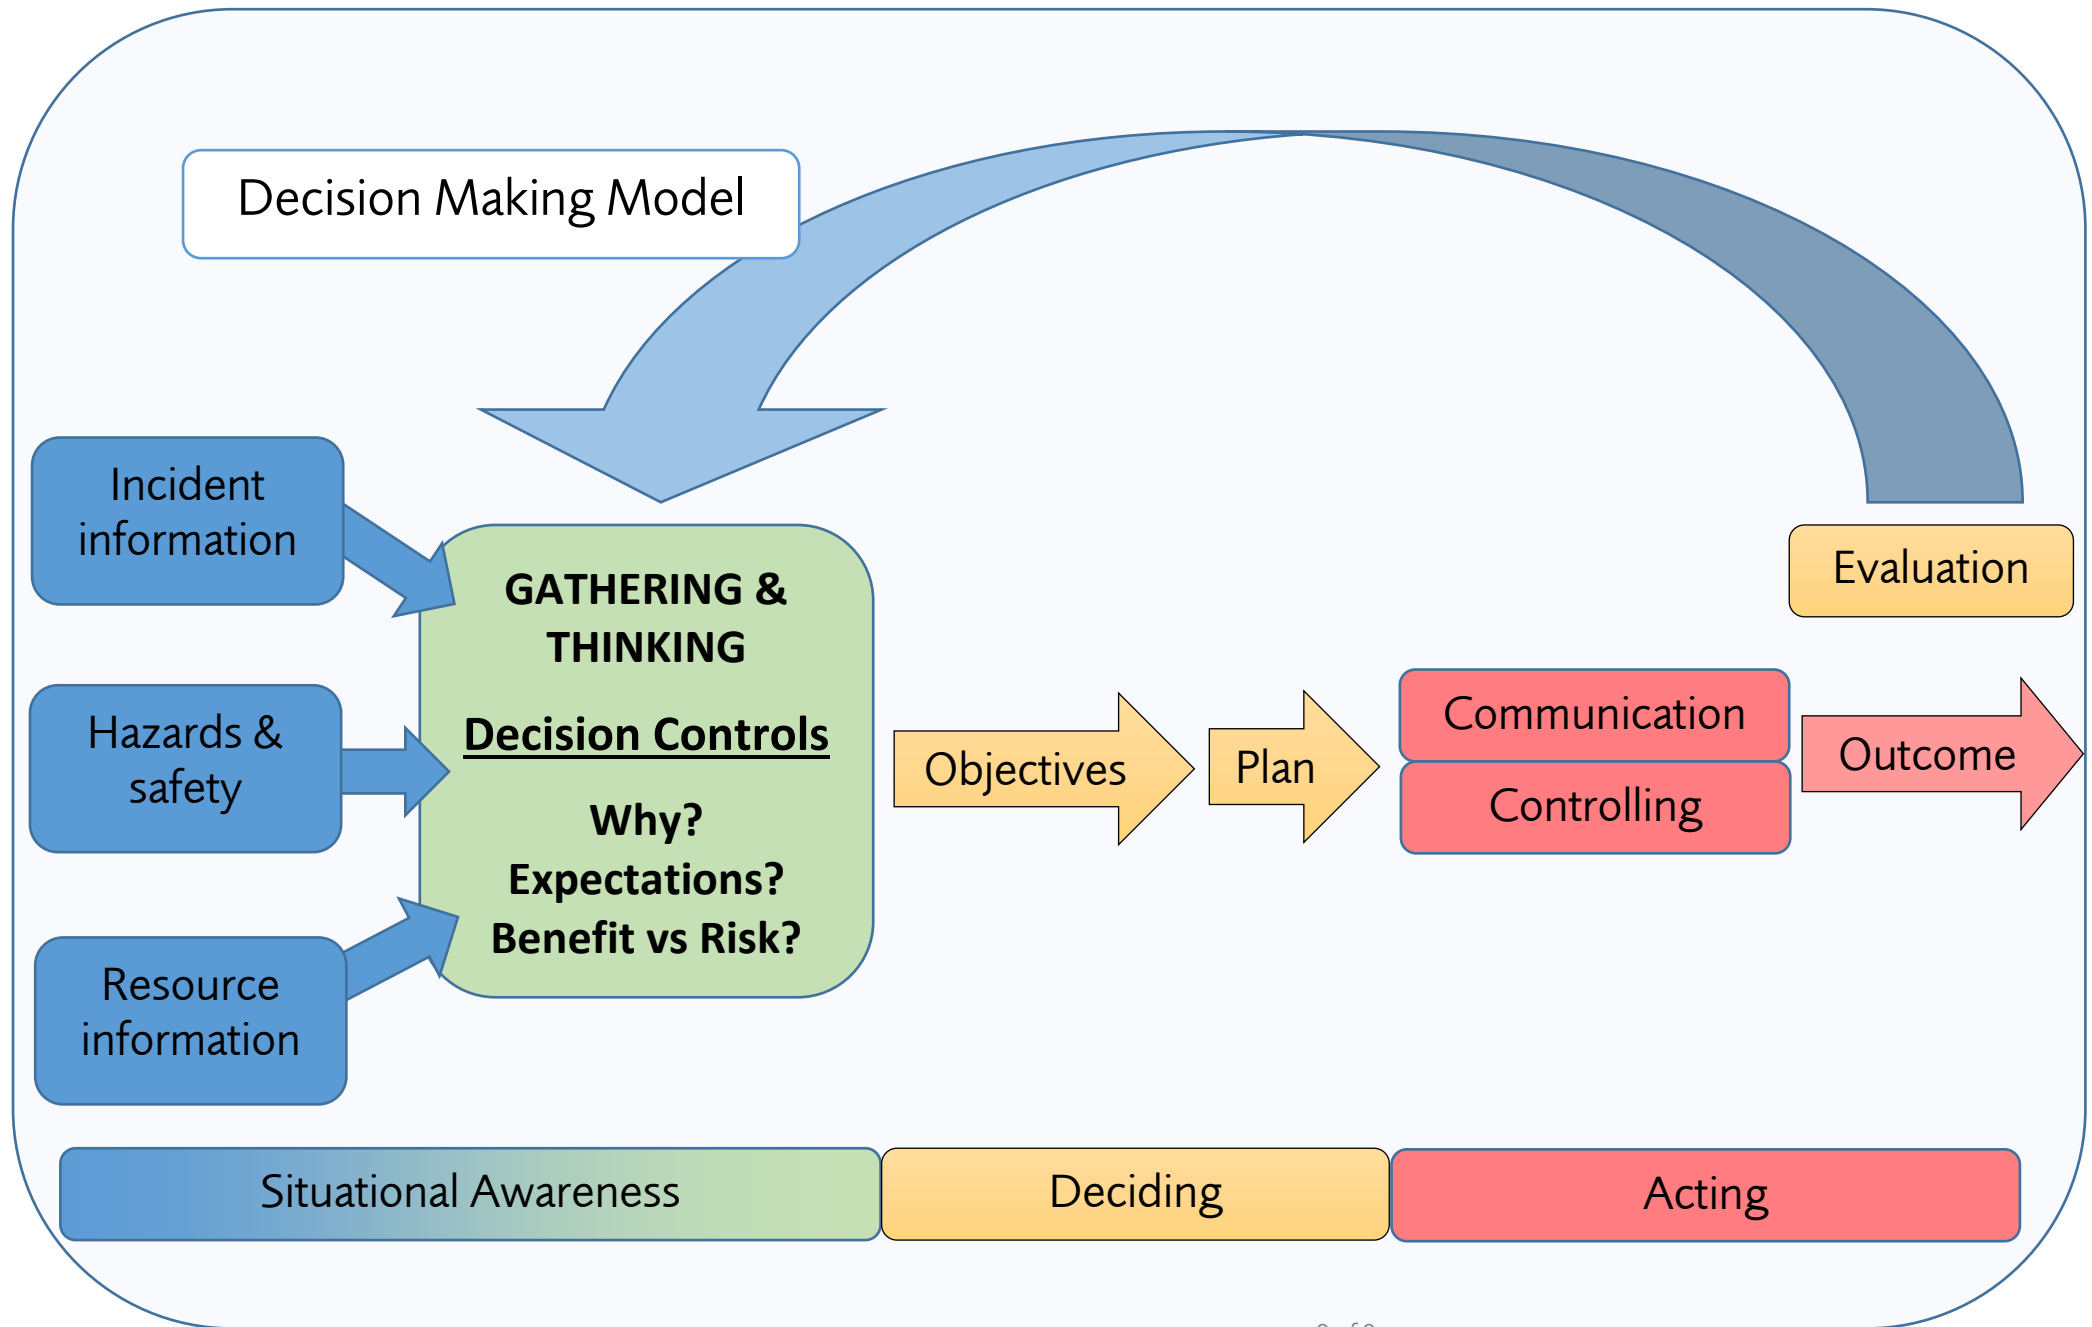 Decision Making Model
Incident
information
Hazards &
safety
Resource
information
GATHERING &
THINKING
Decision Controls
Why?
Expectations?
Benefit vs Risk?
Objectives
Plan
Communication
Controlling
Evaluation
Outcome
Situational Awareness
Deciding
Acting